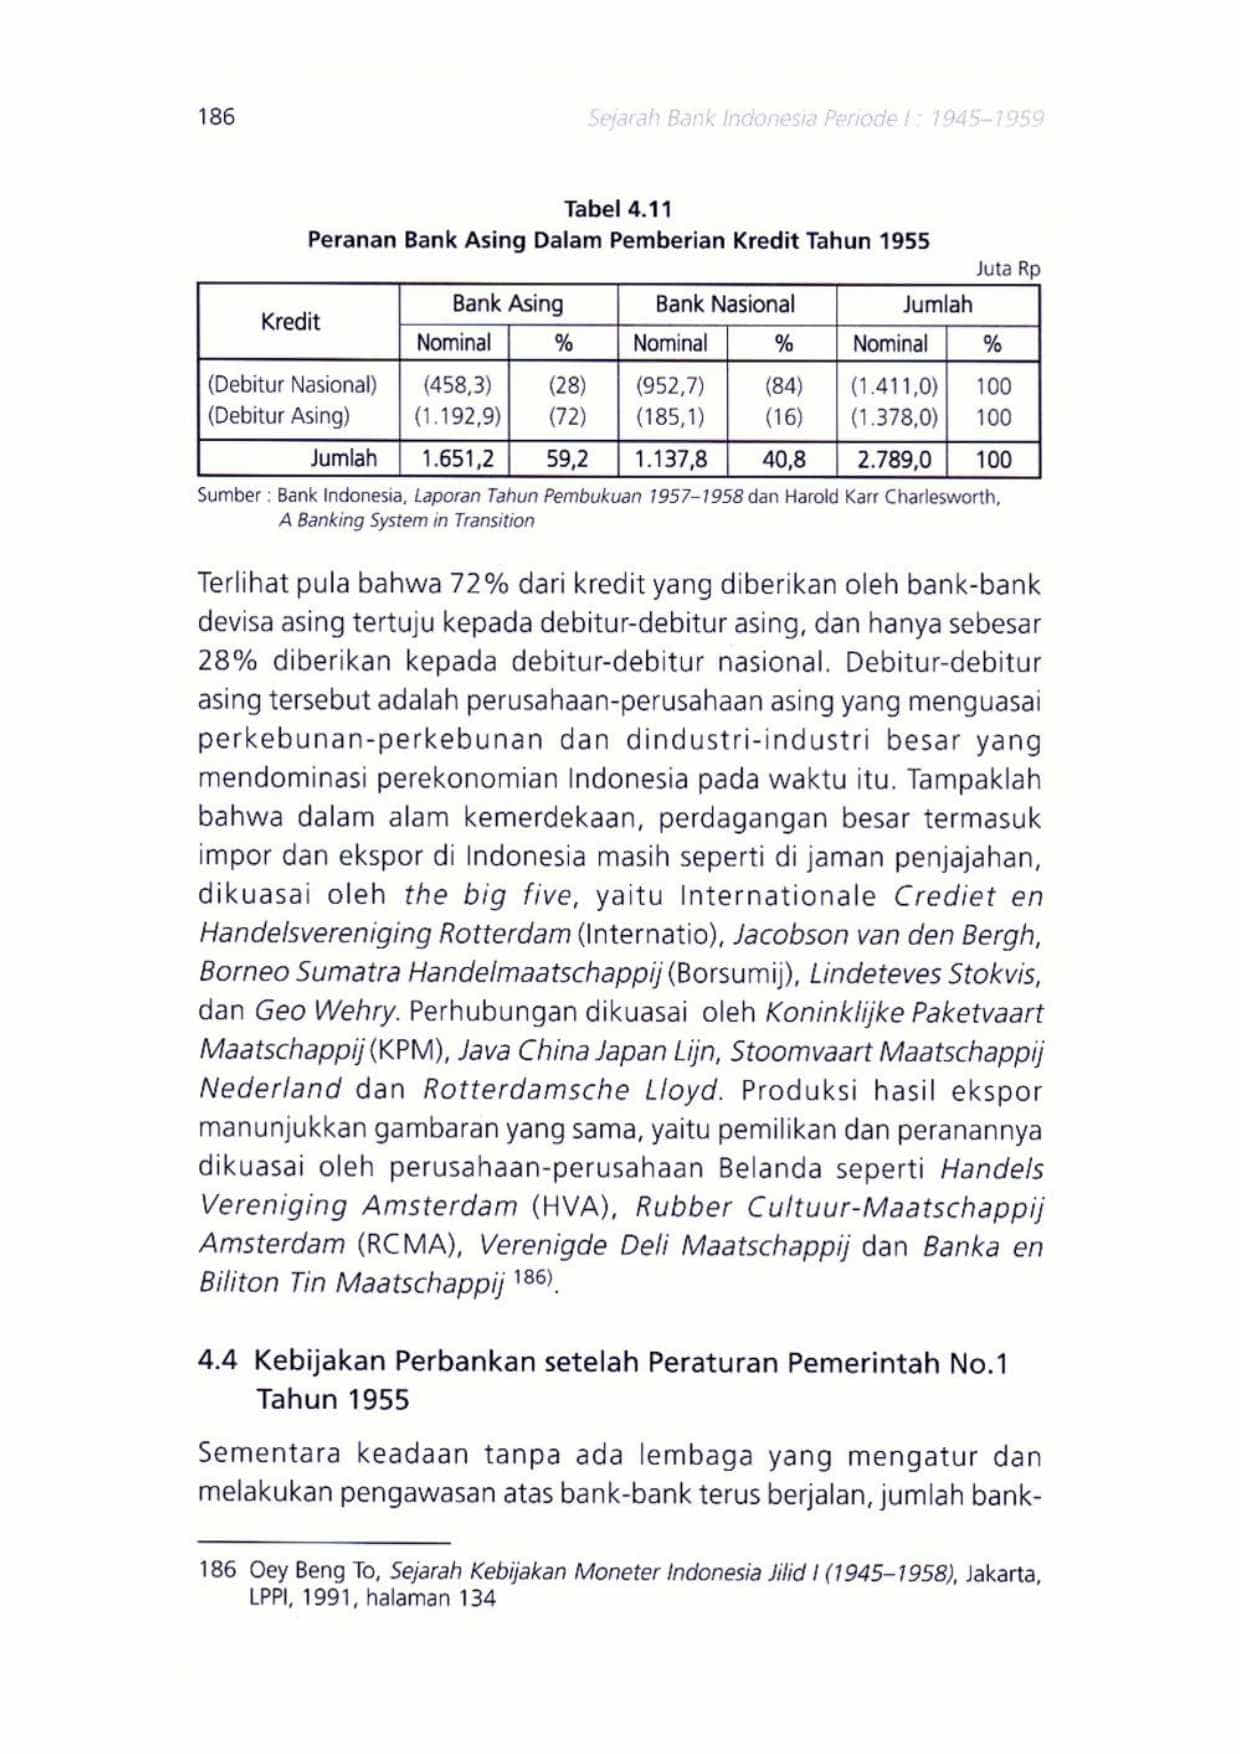 186 Sejarah Bank Indonesia Periode I : 1945–1959
Tabel 4.11
Peranan Bank Asing Dalam Pemberian Kredit Tahun 1955
Juta Rp
Kredit Bank Asing Bank Nasional Jumlah
Nominal % Nominal % Nominal %
(Debitur Nasional) (458,3) (28) (952,7) (84) (1.411,0) 100
(Debitur Asing) (1.192,9) (72) (185,1) (16) (1.378,0) 100
Jumlah 1.651,2 59,2 1.137,8 40,8 2.789,0 100
Sumber : Bank Indonesia, Laporan Tahun Pembukuan 1957–1958 dan Harold Karr Charlesworth,
A Banking System in Transition
Terlihat pula bahwa 72% dari kredit yang diberikan oleh bank-bank
devisa asing tertuju kepada debitur-debitur asing, dan hanya sebesar
28% diberikan kepada debitur-debitur nasional. Debitur-debitur
asing tersebut adalah perusahaan-perusahaan asing yang menguasai
perkebunan-perkebunan dan dindustri-industri besar yang
mendominasi perekonomian Indonesia pada waktu itu. Tampaklah
bahwa dalam alam kemerdekaan, perdagangan besar termasuk
impor dan ekspor di Indonesia masih seperti di jaman penjajahan,
dikuasai oleh the big five, yaitu Internationale Crediet en
Handelsvereniging Rotterdam (Internatio), Jacobson van den Bergh,
Borneo Sumatra Handelmaatschappij (Borsumij), Lindeteves Stokvis,
dan Geo Wehry. Perhubungan dikuasai oleh Koninklijke Paketvaart
Maatschappij (KPM), Java China Japan Lijn, Stoomvaart Maatschappij
Nederland dan Rotterdamsche Lloyd. Produksi hasil ekspor
manunjukkan gambaran yang sama, yaitu pemilikan dan peranannya
dikuasai oleh perusahaan-perusahaan Belanda seperti Handels
Vereniging Amsterdam (HVA), Rubber Cultuur-Maatschappij
Amsterdam (RCMA), Verenigde Deli Maatschappij dan Banka en
Biliton Tin Maatschappij 186).
4.4 Kebijakan Perbankan setelah Peraturan Pemerintah No.1
Tahun 1955
Sementara keadaan tanpa ada lembaga yang mengatur dan
melakukan pengawasan atas bank-bank terus berjalan, jumlah bank-
186 Oey Beng To, Sejarah Kebijakan Moneter Indonesia Jilid I (1945–1958), Jakarta,
LPPI, 1991, halaman 134